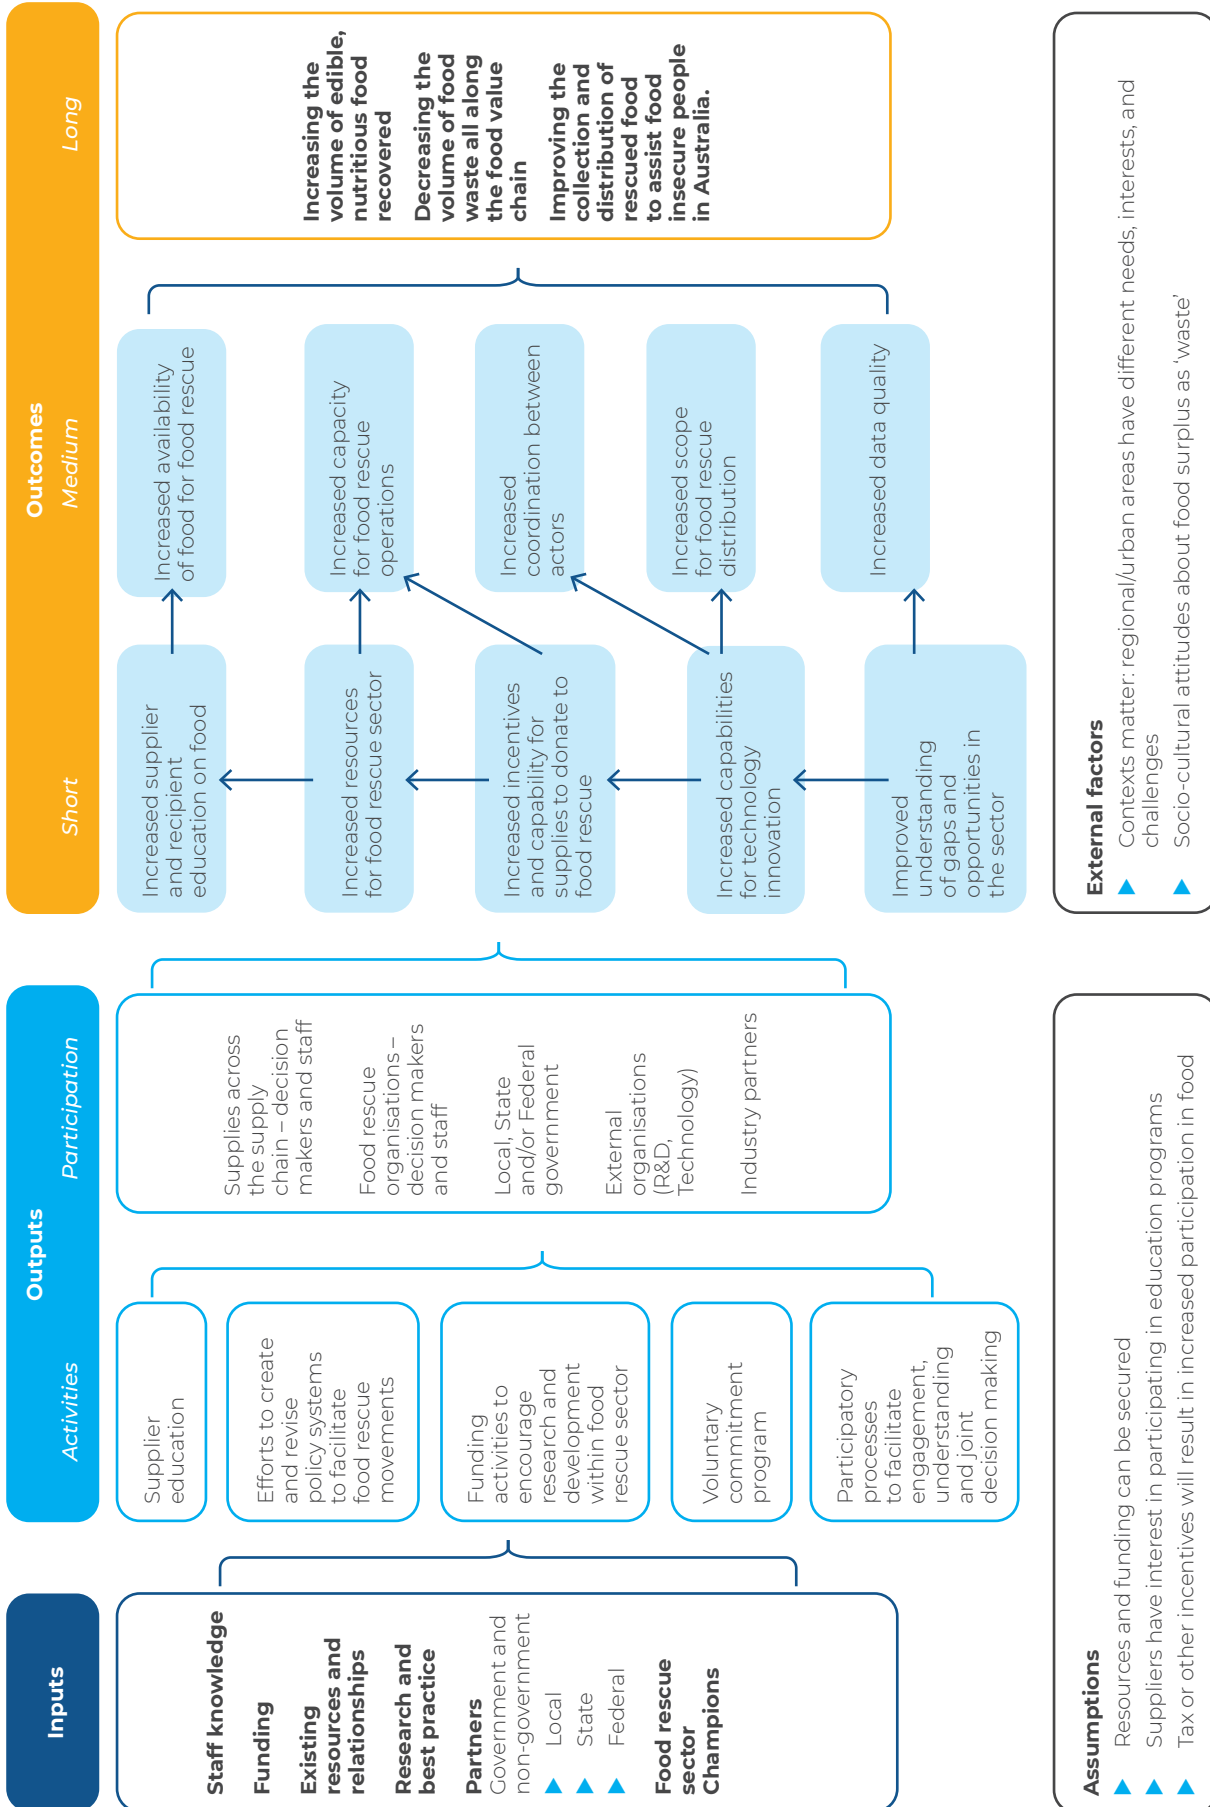 Inputs
Staff knowledge
Funding
Existing
resources and
relationships
Research and
best practice
Partners
Government and
non-government
Local
State
Federal
Food rescue
sector
Champions
Outputs
Activities
Participation
Supplier
education
Efforts to create
and revise
policy systems
to facilitate
food rescue
movements
Funding
activities to
encourage
research and
development
within food
rescue sector
Voluntary
commitment
program
Participatory
processes
to facilitate
engagement,
understanding
and joint
decision making
Supplies across
the supply
chain – decision
makers and staff
Food rescue
organisations –
decision makers
and staff
Local, State
and/or Federal
government
External
organisations
(R&D,
Technology)
Industry partners
Outcomes
Short
Medium
Long
Increased supplier
and recipient
education on food
Increased resources
for food rescue sector
Increased incentives
and capability for
supplies to donate to
food rescue
Increased capabilities
for technology
innovation
Improved
understanding
of gaps and
opportunities in
the sector
Increased availability
of food for food rescue
Increased capacity
for food rescue
operations
Increased
coordination between
actors
Increased scope
for food rescue
distribution
Increased data quality
Increasing the
volume of edible,
nutritious food
recovered
Decreasing the
volume of food
waste all along
the food value
chain
Improving the
collection and
distribution of
rescued food
to assist food
insecure people
in Australia.
Assumptions
Resources and funding can be secured
Suppliers have interest in participating in education programs
Tax or other incentives will result in increased participation in food
External factors
Contexts matter: regional/urban areas have different needs, interests, and
challenges
Socio-cultural attitudes about food surplus as ‘waste’